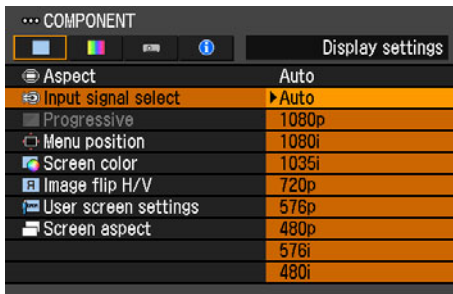 ··· COMPONENT
Display settings
Aspect Auto
Input signal select ▶Auto
Progressive 1080p
Menu position 1080i
Screen color 1035i
Image flip H/V 720p
User screen settings 576p
Screen aspect 480p
576i
480i